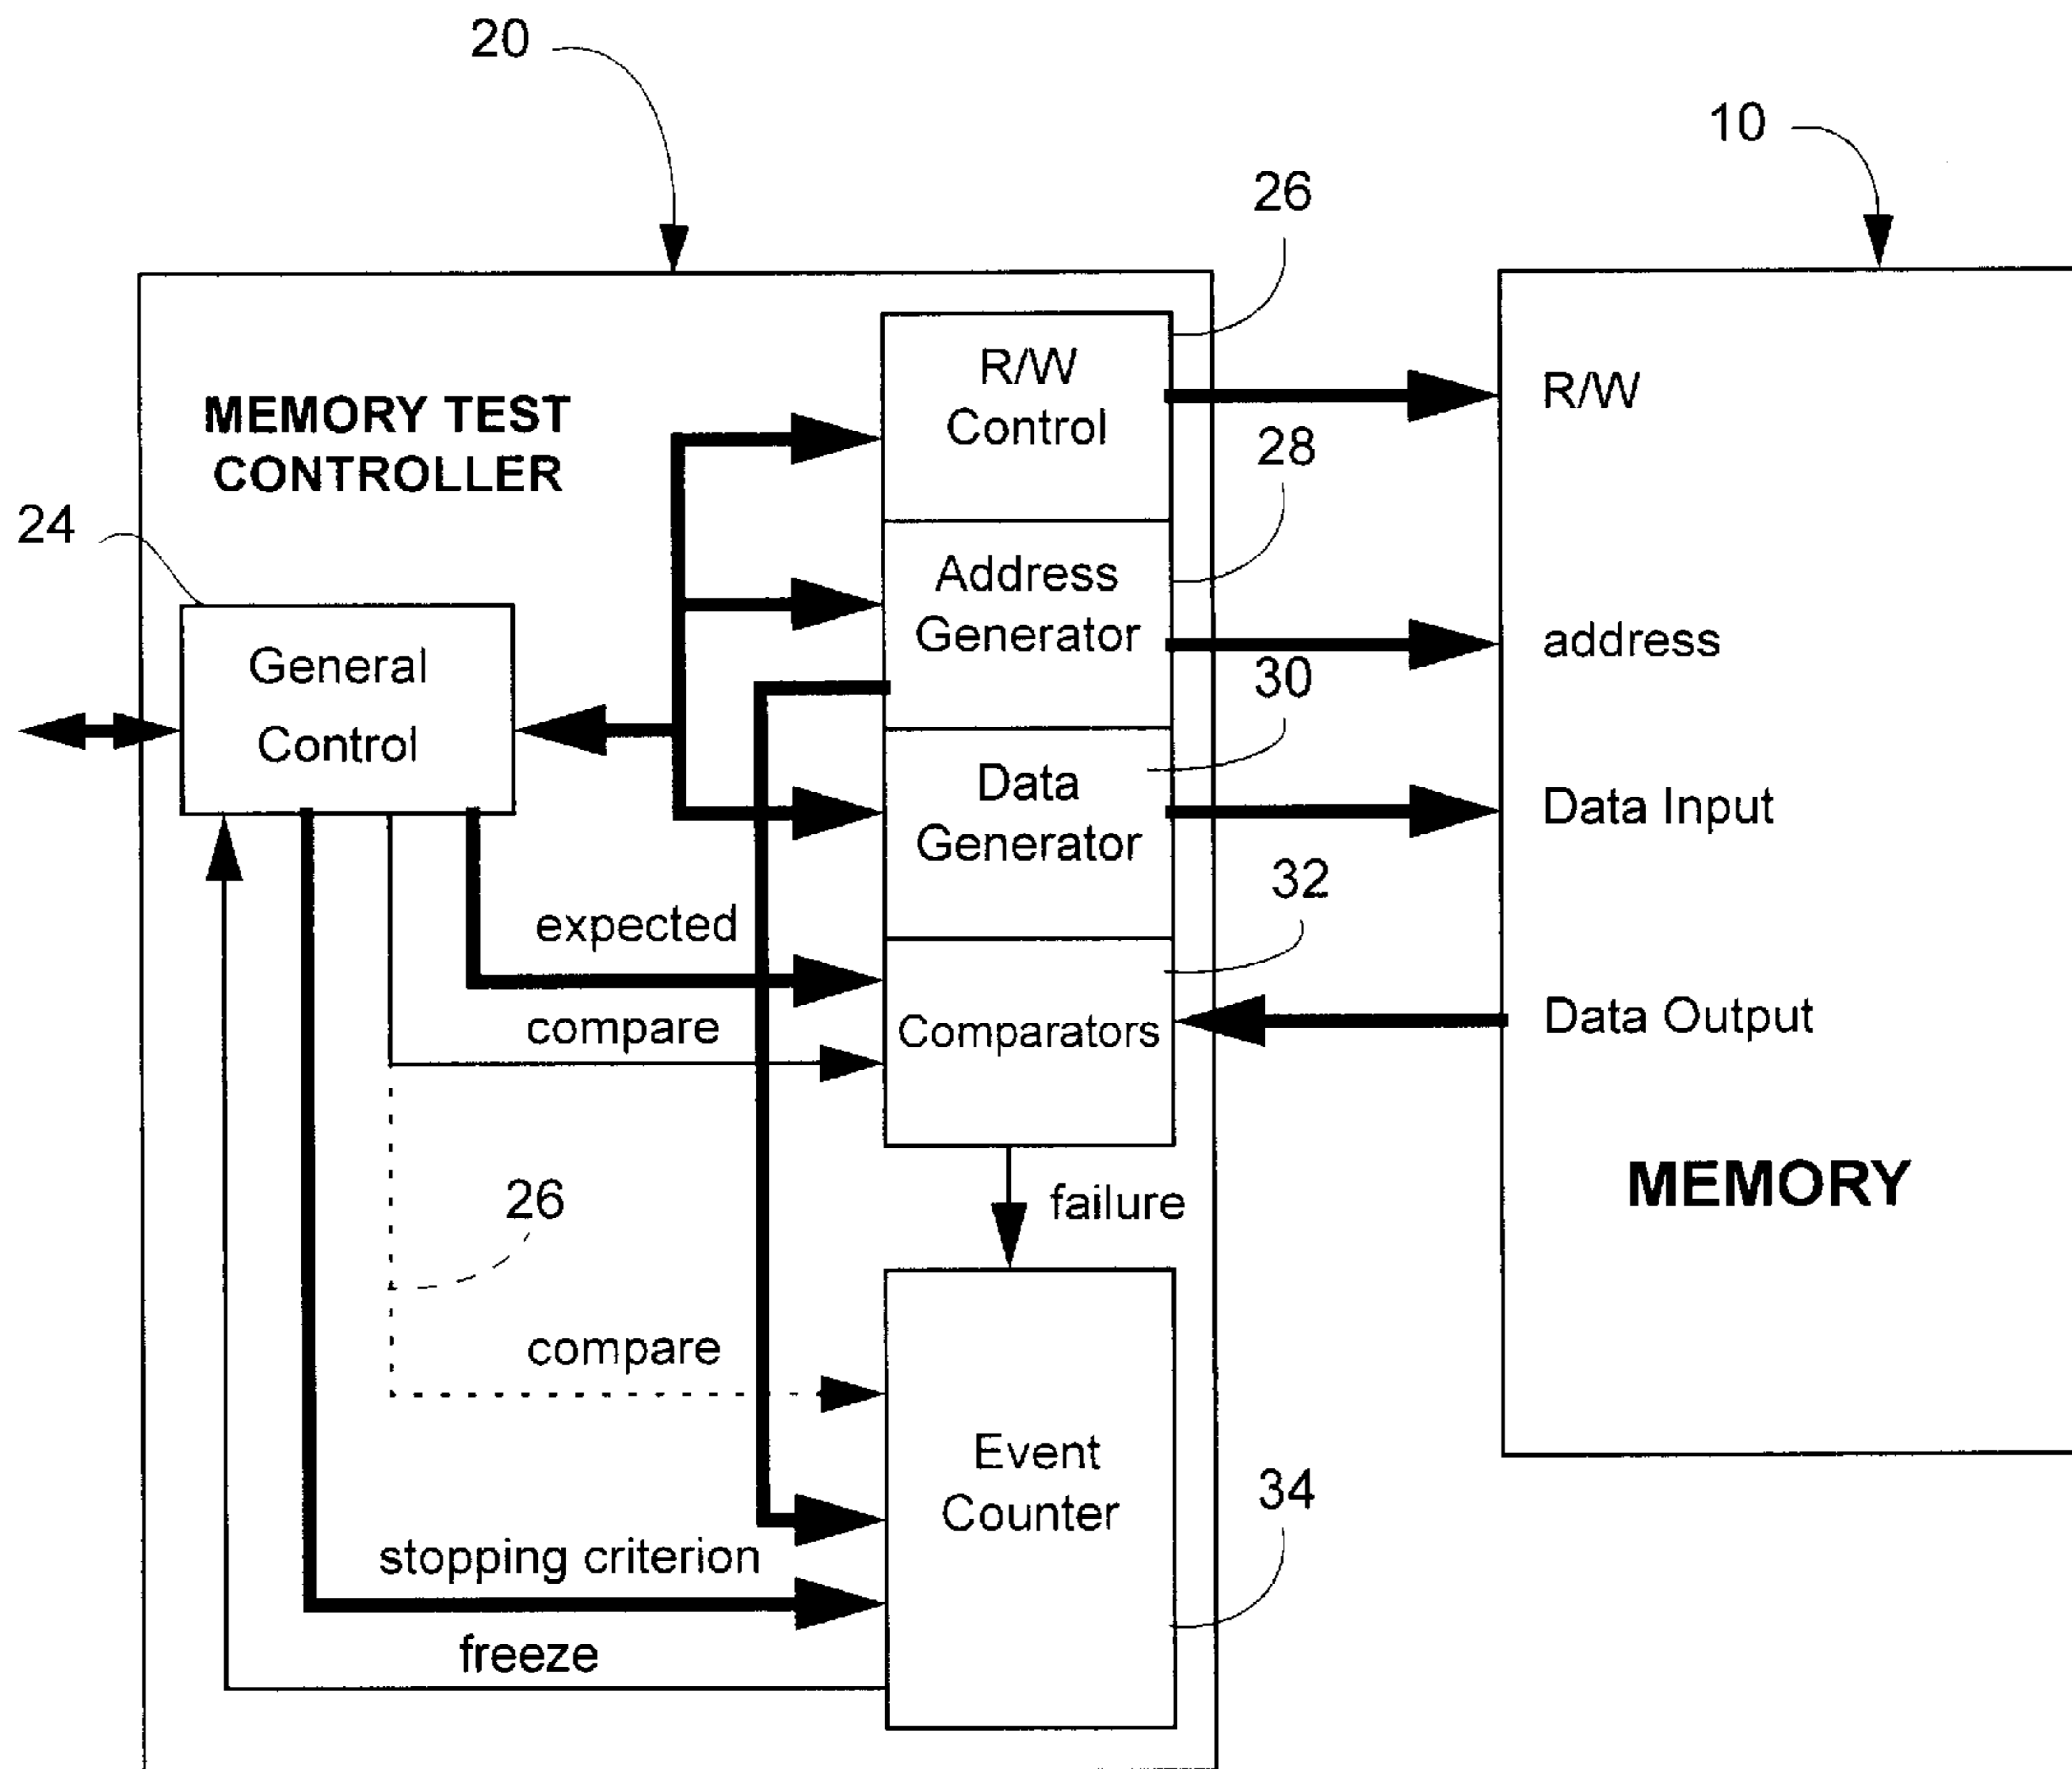 20
10
26
R/W
Control
R/W
MEMORY TEST
CONTROLLER
28
24
Address
Generator
address
General
Control
30
Data
Generator
Data Input
32
expected
compare
Comparators
Data Output
failure
MEMORY
26
compare
Event
Counter
34
stopping criterion
freeze